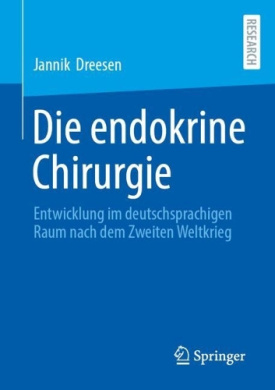 RESEARCH
Jannik Dreesen
Die endokrine
Chirurgie
Entwicklung im deutschsprachigen
Raum nach dem Zweiten Weltkrieg
Springer